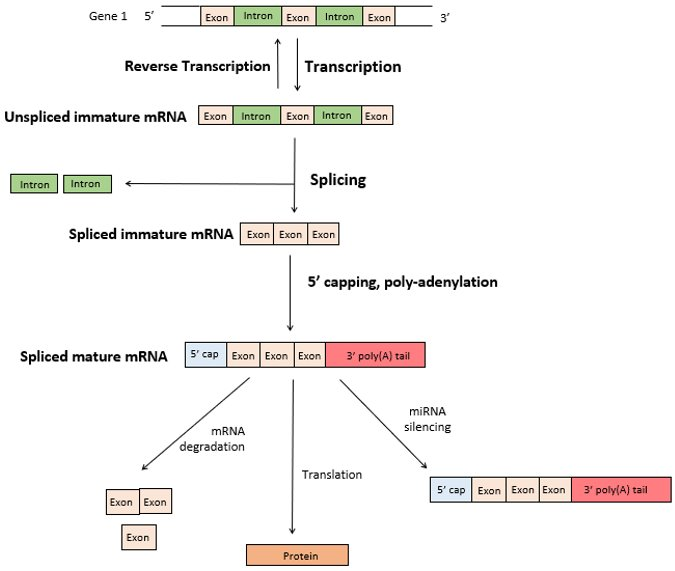 Gene 1 5′ Exon Intron Exon Intron Exon 3′
Reverse Transcription Transcription
Unspliced immature mRNA Exon Intron Exon Intron Exon
Intron Intron Splicing
Spliced immature mRNA Exon Exon Exon
5′ capping, poly-adenylation
Spliced mature mRNA 5′ cap Exon Exon Exon 3′ poly(A) tail
mRNA
degradation
Translation
miRNA
silencing
Exon Exon
Exon
Protein
5′ cap Exon Exon Exon 3′ poly(A) tail